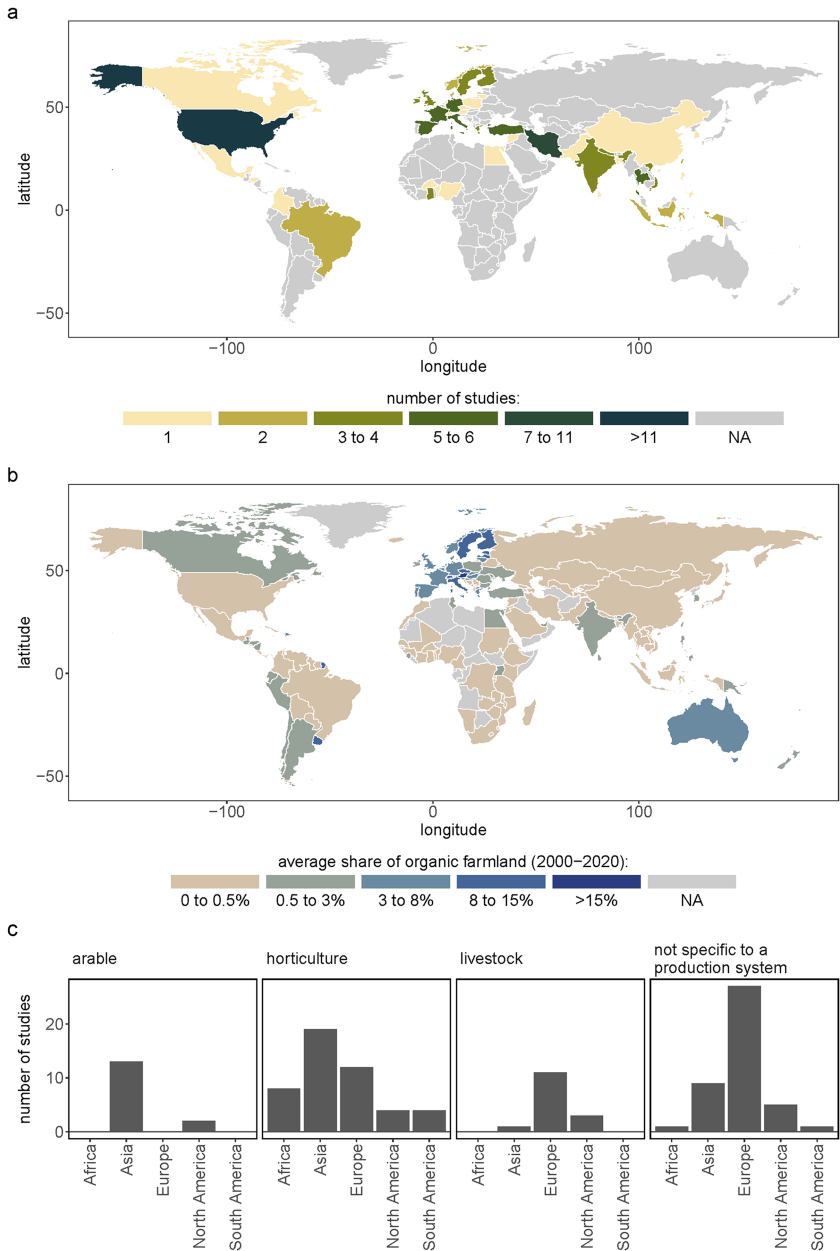 a
50
0
−50
latitude
−100
0
100
longitude
number of studies:
1
2
3 to 4
5 to 6
7 to 11
>11
NA
b
50
0
−50
latitude
−100
0
100
longitude
average share of organic farmland (2000−2020):
0 to 0.5%
0.5 to 3%
3 to 8%
8 to 15%
>15%
NA
c
arable
horticulture
livestock
not specific to a
production system
number of studies
20
10
0
Africa
Asia
Europe
North America
South America
Africa
Asia
Europe
North America
South America
Africa
Asia
Europe
North America
South America
Africa
Asia
Europe
North America
South America